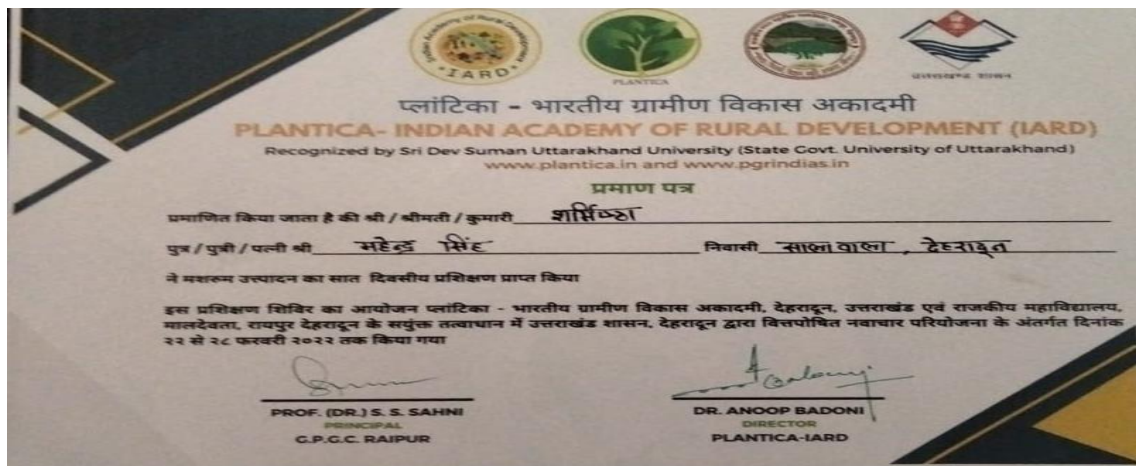 Indian Academy of Rural Development
IARD
PLANTICA
उत्तराखण्ड शासन
प्लांटिका - भारतीय ग्रामीण विकास अकादमी
PLANTICA- INDIAN ACADEMY OF RURAL DEVELOPMENT (IARD)
Recognized by Sri Dev Suman Uttarakhand University (State Govt. University of Uttarakhand)
www.plantica.in and www.pgrindias.in
प्रमाण पत्र
प्रमाणित किया जाता है की श्री / श्रीमती / कुमारी शर्मिष्ठा
पुत्र / पुत्री / पत्नी श्री महेन्द्र सिंह निवासी सालावाला, देहरादून
ने मशरुम उत्त्पादन का सात दिवसीय प्रशिक्षण प्राप्त किया
इस प्रशिक्षण शिविर का आयोजन प्लांटिका - भारतीय ग्रामीण विकास अकादमी, देहरादून, उत्तराखंड एवं राजकीय महाविद्यालय,
मालदेवता, रायपुर देहरादून के सयुंक्त तत्वाधान में उत्तराखंड शासन, देहरादून द्वारा वित्तपोषित नवाचार परियोजना के अंतर्गत दिनांक
२२ से २८ फरवरी २०२२ तक किया गया
PROF. (DR.) S. S. SAHNI
PRINCIPAL
G.P.G.C. RAIPUR
DR. ANOOP BADONI
DIRECTOR
PLANTICA-IARD